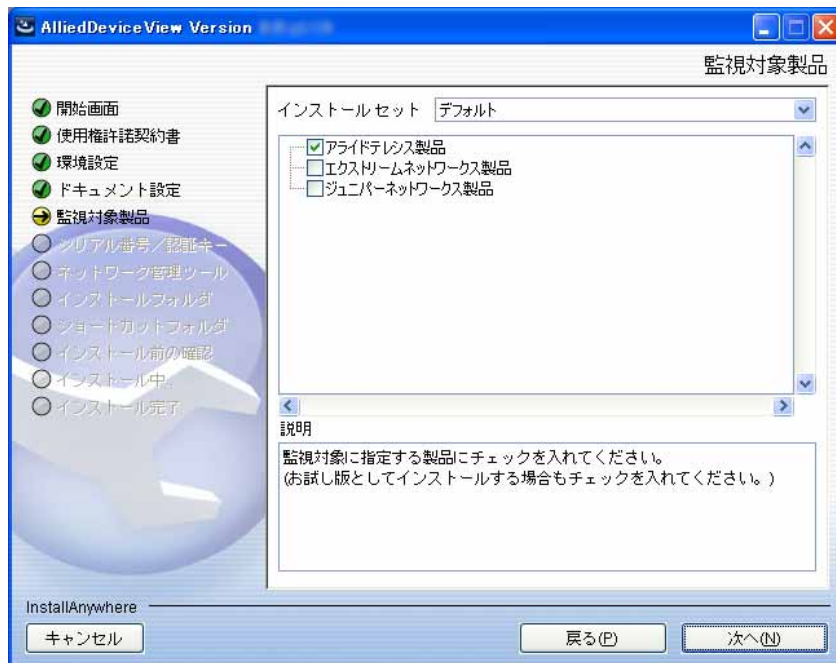 AlliedDeviceView Version
監視対象製品
開始画面
使用権許諾契約書
環境設定
ドキュメント設定
監視対象製品
シリアル番号／認証キー
ネットワーク管理ツール
インストールフォルダ
ショートカットフォルダ
インストール前の確認
インストール中...
インストール完了
インストールセット デフォルト
アライドテレシス製品
エクストリームネットワークス製品
ジュニパーネットワークス製品
説明
監視対象に指定する製品にチェックを入れてください。
(お試し版としてインストールする場合もチェックを入れてください。)
InstallAnywhere
キャンセル
戻る(P)
次へ(N)